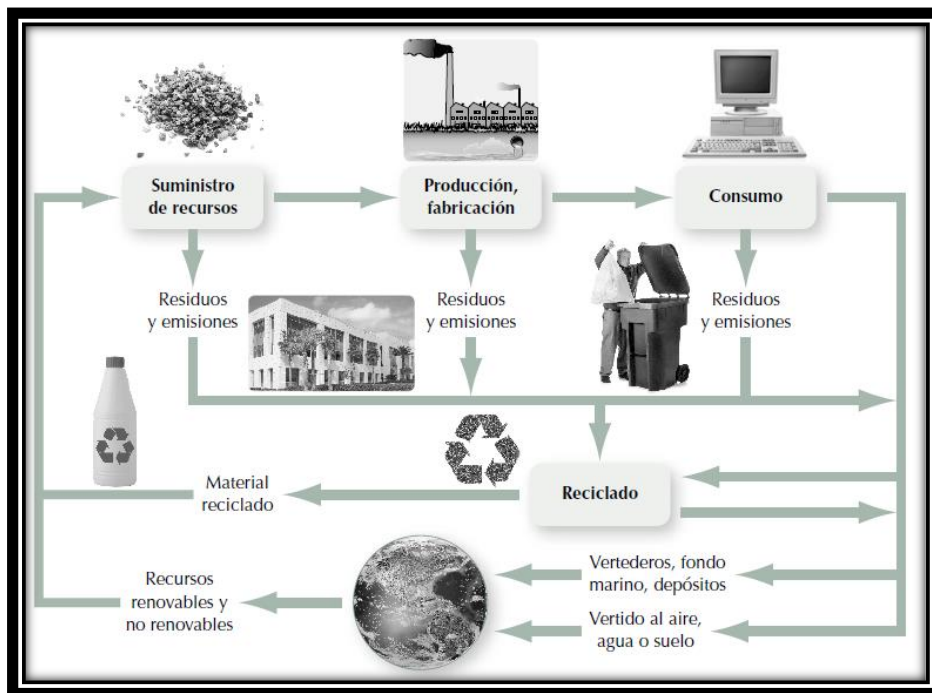 Suministro
de recursos
Producción,
fabricación
Consumo
Residuos
y emisiones
Residuos
y emisiones
Residuos
y emisiones
Material
reciclado
Reciclado
Recursos
renovables y
no renovables
Vertederos, fondo
marino, depósitos
Vertido al aire,
agua o suelo